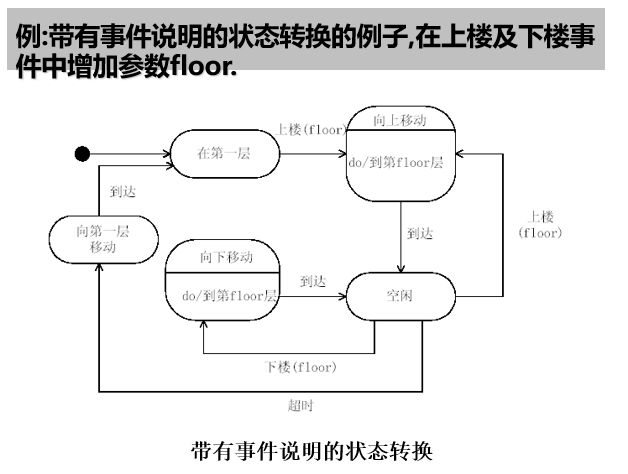 例:带有事件说明的状态转换的例子,在上楼及下楼事
件中增加参数floor.
上楼(floor)
向上移动
在第一层
do/到第floor层
到达
上楼
(floor)
向第一层
移动
到达
向下移动
到达
do/到第floor层
空闲
下楼(floor)
超时
带有事件说明的状态转换